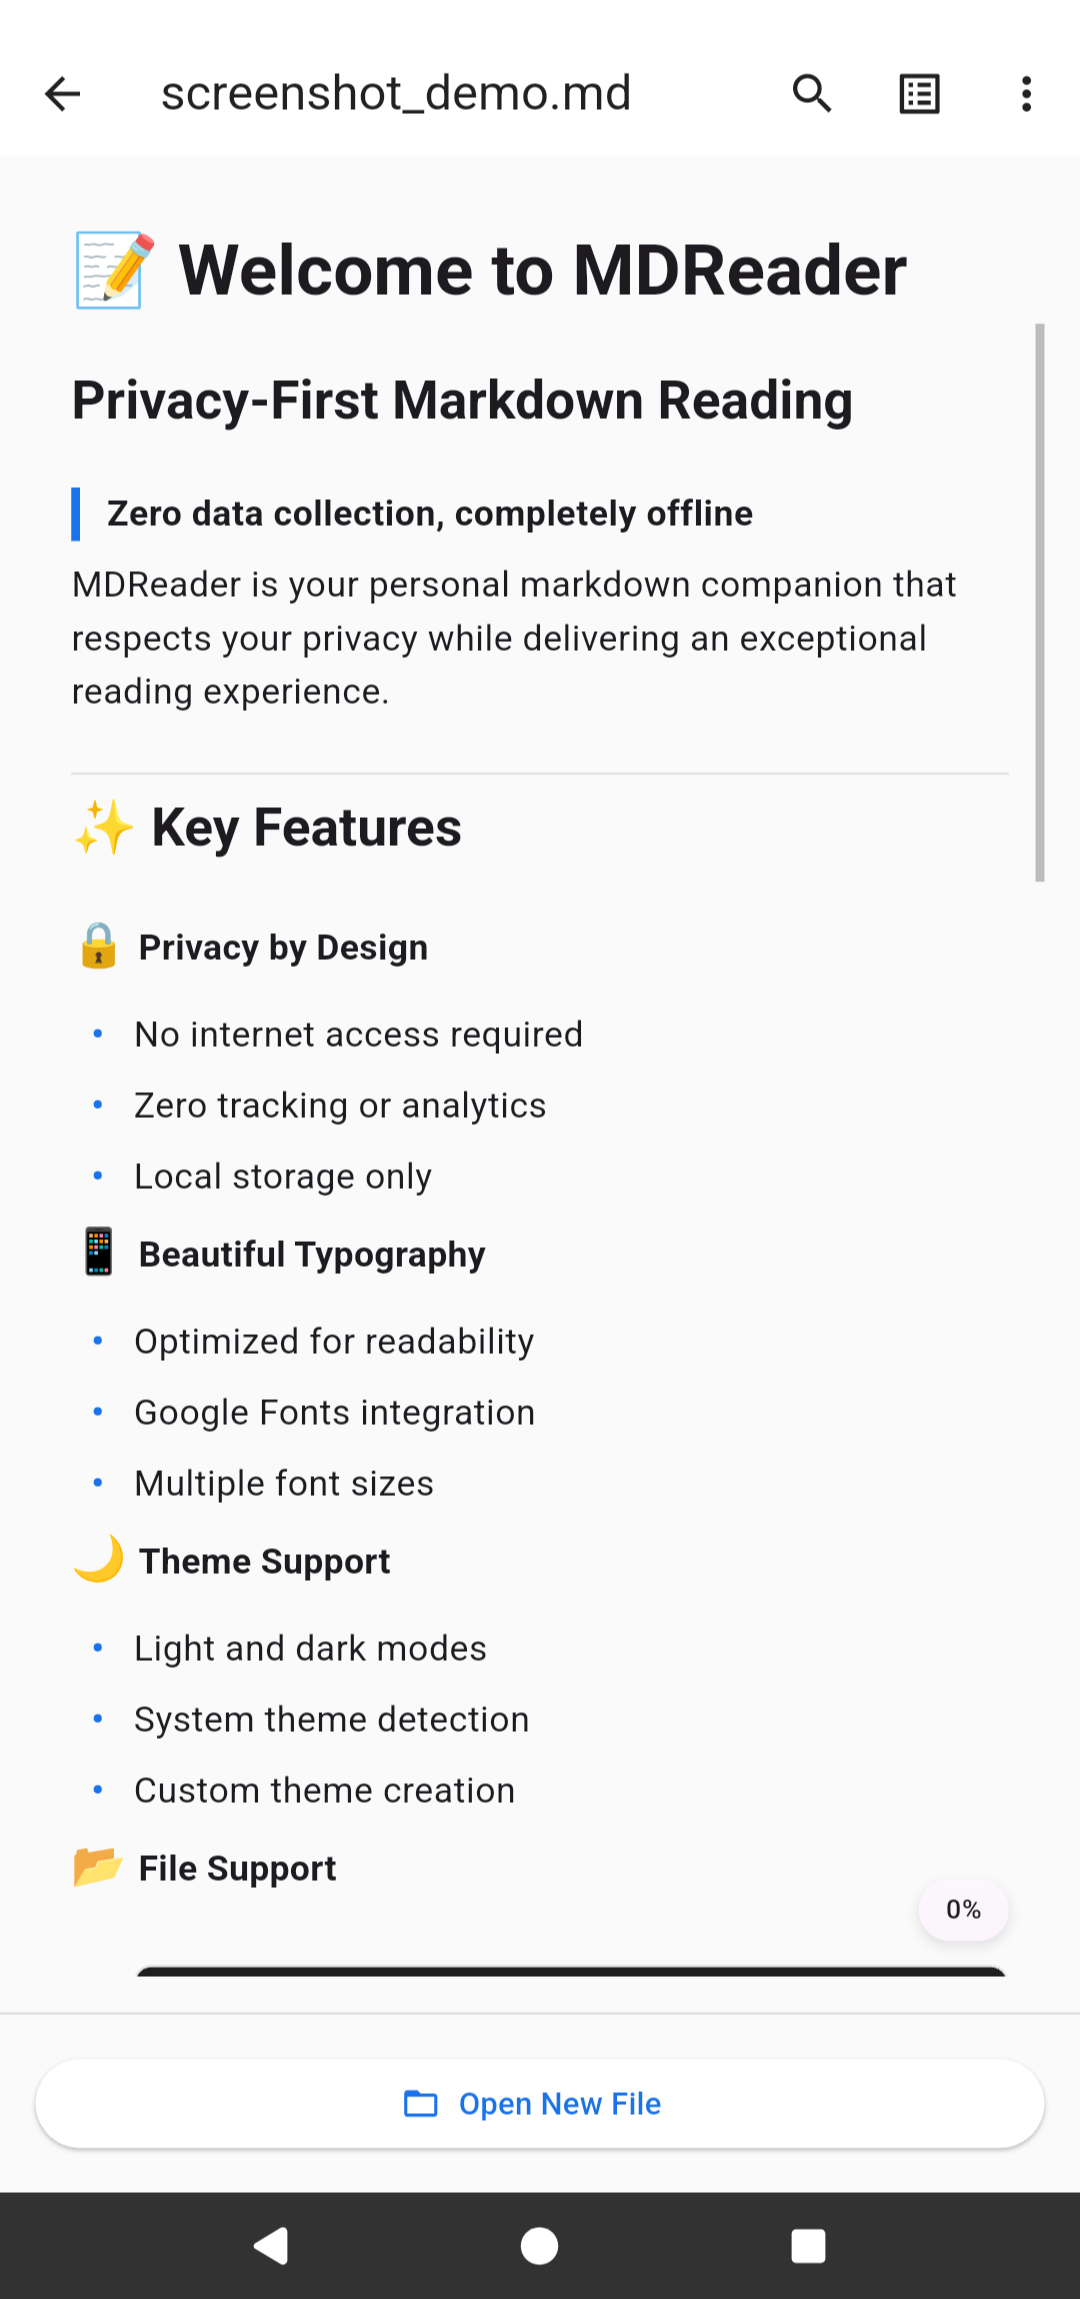 screenshot_demo.md
📝 Welcome to MDReader
Privacy-First Markdown Reading
Zero data collection, completely offline
MDReader is your personal markdown companion that
respects your privacy while delivering an exceptional
reading experience.
✨ Key Features
🔒 Privacy by Design
• No internet access required
• Zero tracking or analytics
• Local storage only
📱 Beautiful Typography
• Optimized for readability
• Google Fonts integration
• Multiple font sizes
🌙 Theme Support
• Light and dark modes
• System theme detection
• Custom theme creation
📂 File Support
0%
Open New File